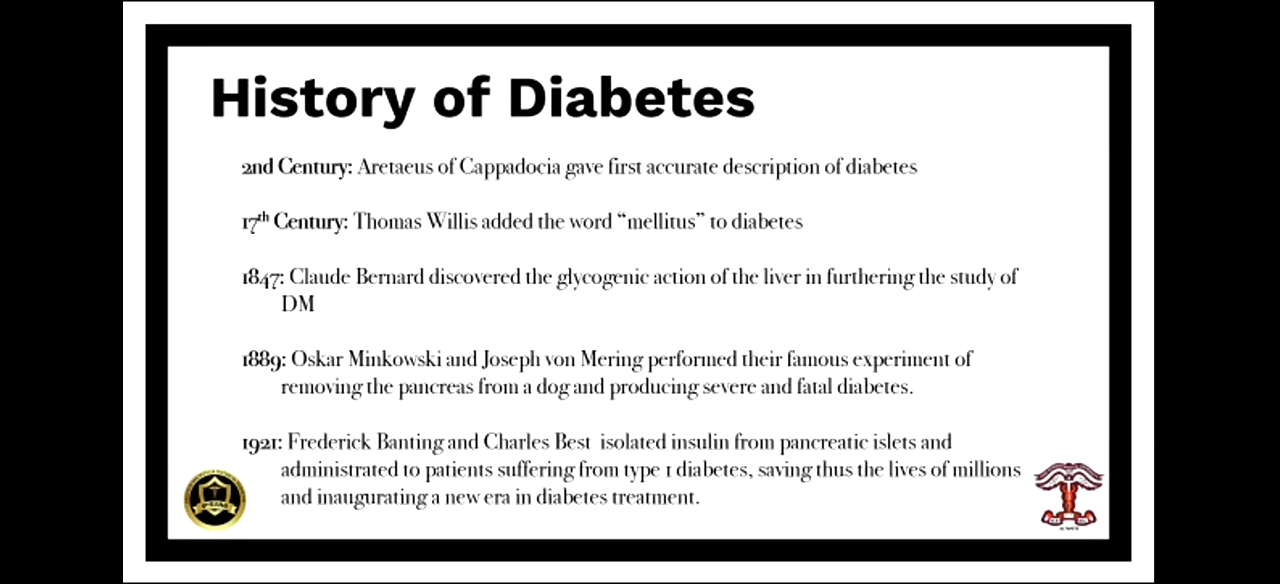 History of Diabetes
2nd Century: Aretaeus of Cappadocia gave first accurate description of diabetes
17th Century: Thomas Willis added the word “mellitus” to diabetes
1847: Claude Bernard discovered the glycogenic action of the liver in furthering the study of
DM
1889: Oskar Minkowski and Joseph von Mering performed their famous experiment of
removing the pancreas from a dog and producing severe and fatal diabetes.
1921: Frederick Banting and Charles Best isolated insulin from pancreatic islets and
administrated to patients suffering from type 1 diabetes, saving thus the lives of millions
and inaugurating a new era in diabetes treatment.